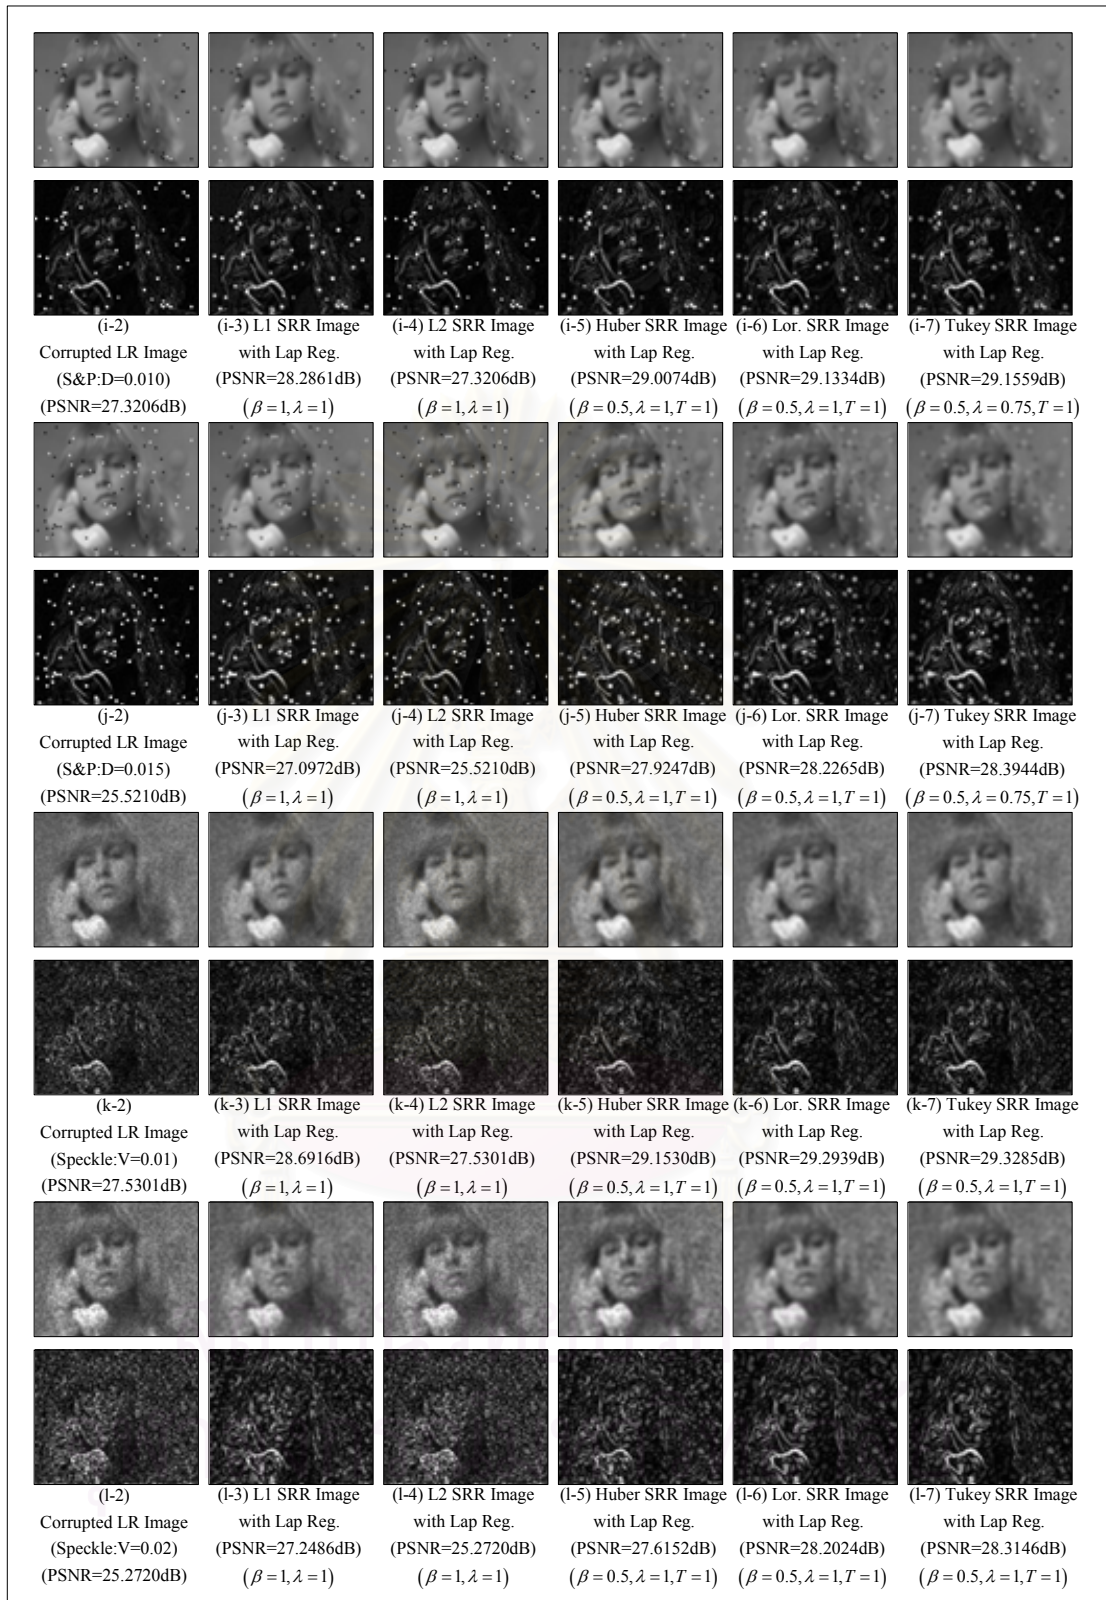 (i-2)
Corrupted LR Image
(S&P:D=0.010)
(PSNR=27.3206dB)
(i-3) L1 SRR Image
with Lap Reg.
(PSNR=28.2861dB)
(β=1,λ=1)
(i-4) L2 SRR Image
with Lap Reg.
(PSNR=27.3206dB)
(β=1,λ=1)
(i-5) Huber SRR Image
with Lap Reg.
(PSNR=29.0074dB)
(β=0.5,λ=1,T=1)
(i-6) Lor. SRR Image
with Lap Reg.
(PSNR=29.1334dB)
(β=0.5,λ=1,T=1)
(i-7) Tukey SRR Image
with Lap Reg.
(PSNR=29.1559dB)
(β=0.5,λ=0.75,T=1)
(j-2)
Corrupted LR Image
(S&P:D=0.015)
(PSNR=25.5210dB)
(j-3) L1 SRR Image
with Lap Reg.
(PSNR=27.0972dB)
(β=1,λ=1)
(j-4) L2 SRR Image
with Lap Reg.
(PSNR=25.5210dB)
(β=1,λ=1)
(j-5) Huber SRR Image
with Lap Reg.
(PSNR=27.9247dB)
(β=0.5,λ=1,T=1)
(j-6) Lor. SRR Image
with Lap Reg.
(PSNR=28.2265dB)
(β=0.5,λ=1,T=1)
(j-7) Tukey SRR Image
with Lap Reg.
(PSNR=28.3944dB)
(β=0.5,λ=0.75,T=1)
(k-2)
Corrupted LR Image
(Speckle:V=0.01)
(PSNR=27.5301dB)
(k-3) L1 SRR Image
with Lap Reg.
(PSNR=28.6916dB)
(β=1,λ=1)
(k-4) L2 SRR Image
with Lap Reg.
(PSNR=27.5301dB)
(β=1,λ=1)
(k-5) Huber SRR Image
with Lap Reg.
(PSNR=29.1530dB)
(β=0.5,λ=1,T=1)
(k-6) Lor. SRR Image
with Lap Reg.
(PSNR=29.2939dB)
(β=0.5,λ=1,T=1)
(k-7) Tukey SRR Image
with Lap Reg.
(PSNR=29.3285dB)
(β=0.5,λ=1,T=1)
(l-2)
Corrupted LR Image
(Speckle:V=0.02)
(PSNR=25.2720dB)
(l-3) L1 SRR Image
with Lap Reg.
(PSNR=27.2486dB)
(β=1,λ=1)
(l-4) L2 SRR Image
with Lap Reg.
(PSNR=25.2720dB)
(β=1,λ=1)
(l-5) Huber SRR Image
with Lap Reg.
(PSNR=27.6152dB)
(β=0.5,λ=1,T=1)
(l-6) Lor. SRR Image
with Lap Reg.
(PSNR=28.2024dB)
(β=0.5,λ=1,T=1)
(l-7) Tukey SRR Image
with Lap Reg.
(PSNR=28.3146dB)
(β=0.5,λ=1,T=1)